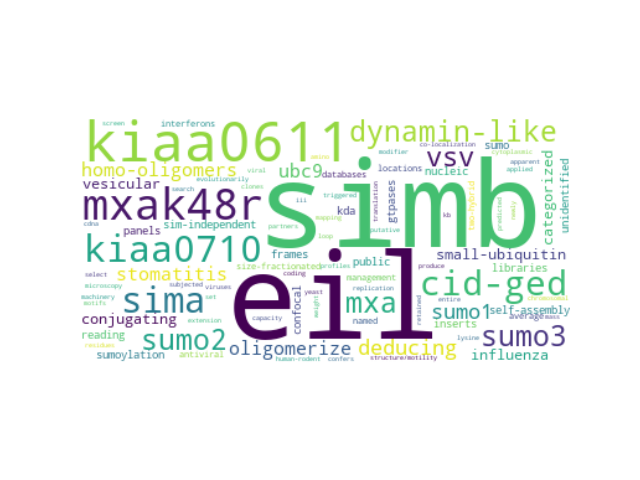 screen
interferons
kiaa0611
dynamin-like
co-localization
sumo
cytoplasmic
modifier
amino
viral
homo-oligomers
ubc9
databases
vsv
nucleic
locations
apparent
applied
categorized
unidentified
simb
evolutionarily
vesicular
search
clones
iii
triggered
translation
gtpases
two-hybrid
predicted
newly
mxak48r
sim-independent
kda
mapping
partners
putative
kb
cdna
panels
loop
kiaa0710
frames
public
small-ubiquitin
size-fractionated
profiles
libraries
stomatitis
coding
management
produce
cid-ged
chromosomal
select
microscopy
subjected
viruses
eil
confocal
weight
replication
mxa
retained
entire
machinery
motifs
sima
set
named
sumo1
self-assembly
inserts
average
mass
conjugating
extension
capacity
reading
sumo2
oligomerize
deducing
lysine
sumo3
influenza
residues
sumoylation
antiviral
human-rodent
confers
structure/motility
yeast